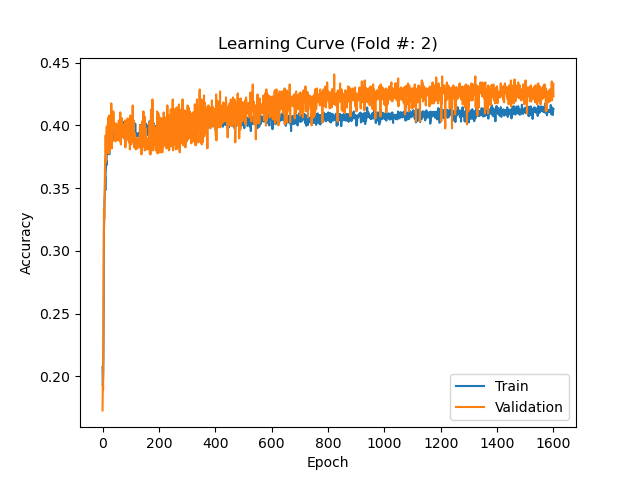 Learning Curve (Fold #: 2)
0.45
0.40
0.35
0.30
0.25
0.20
Accuracy
0 200 400 600 800 1000 1200 1400 1600
Epoch
Train
Validation